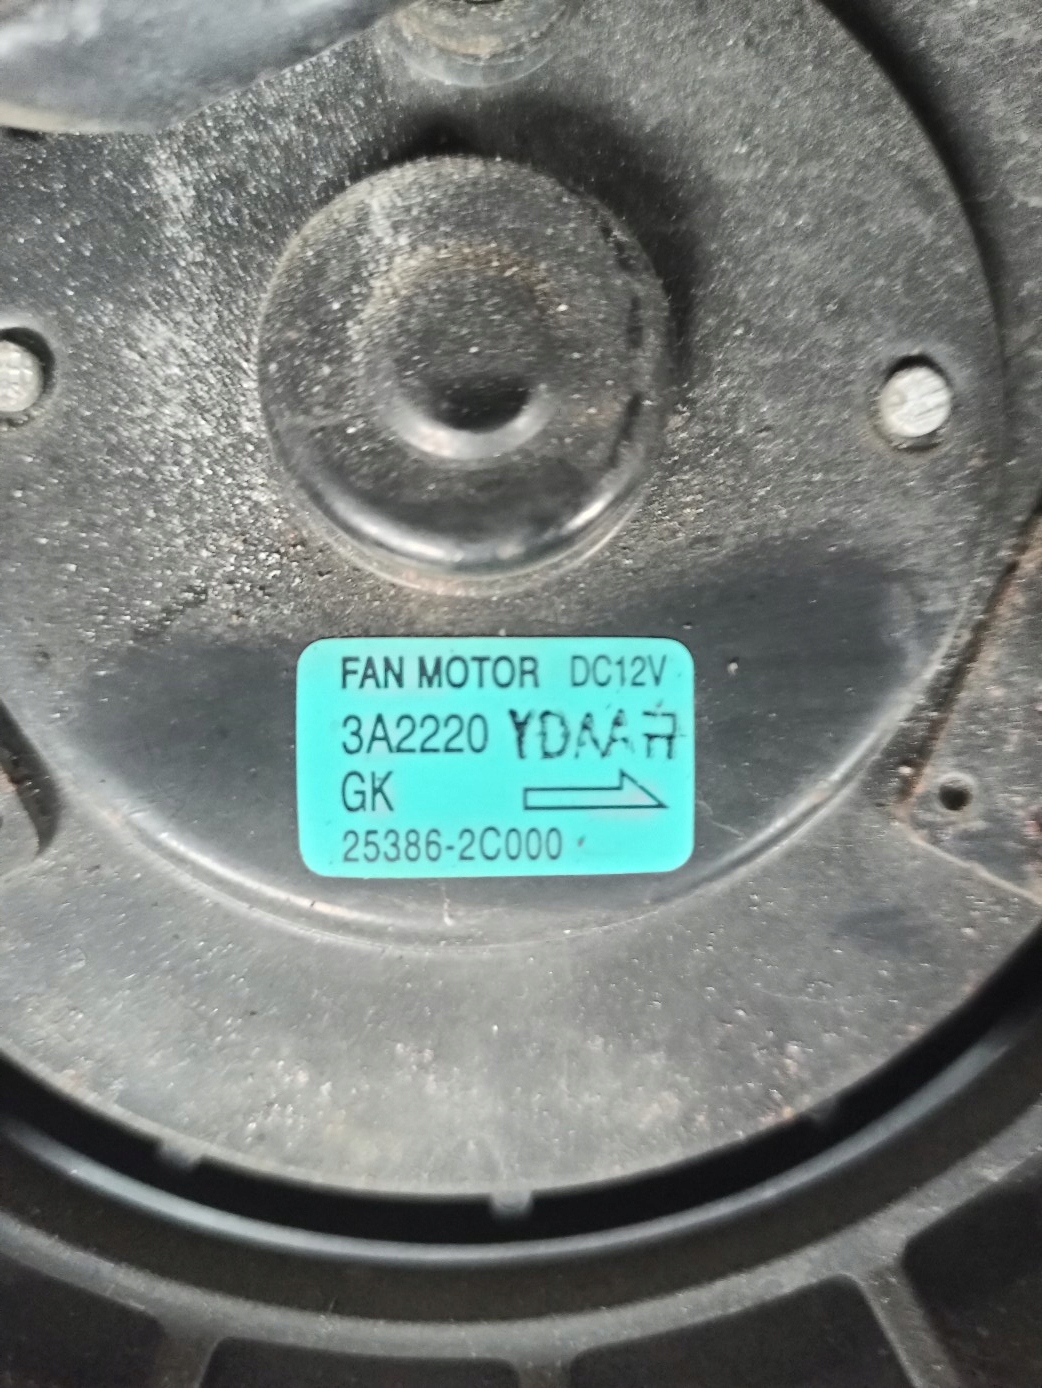 FAN MOTOR DC12V
3A2220 YDAA
GK
25386-2C000